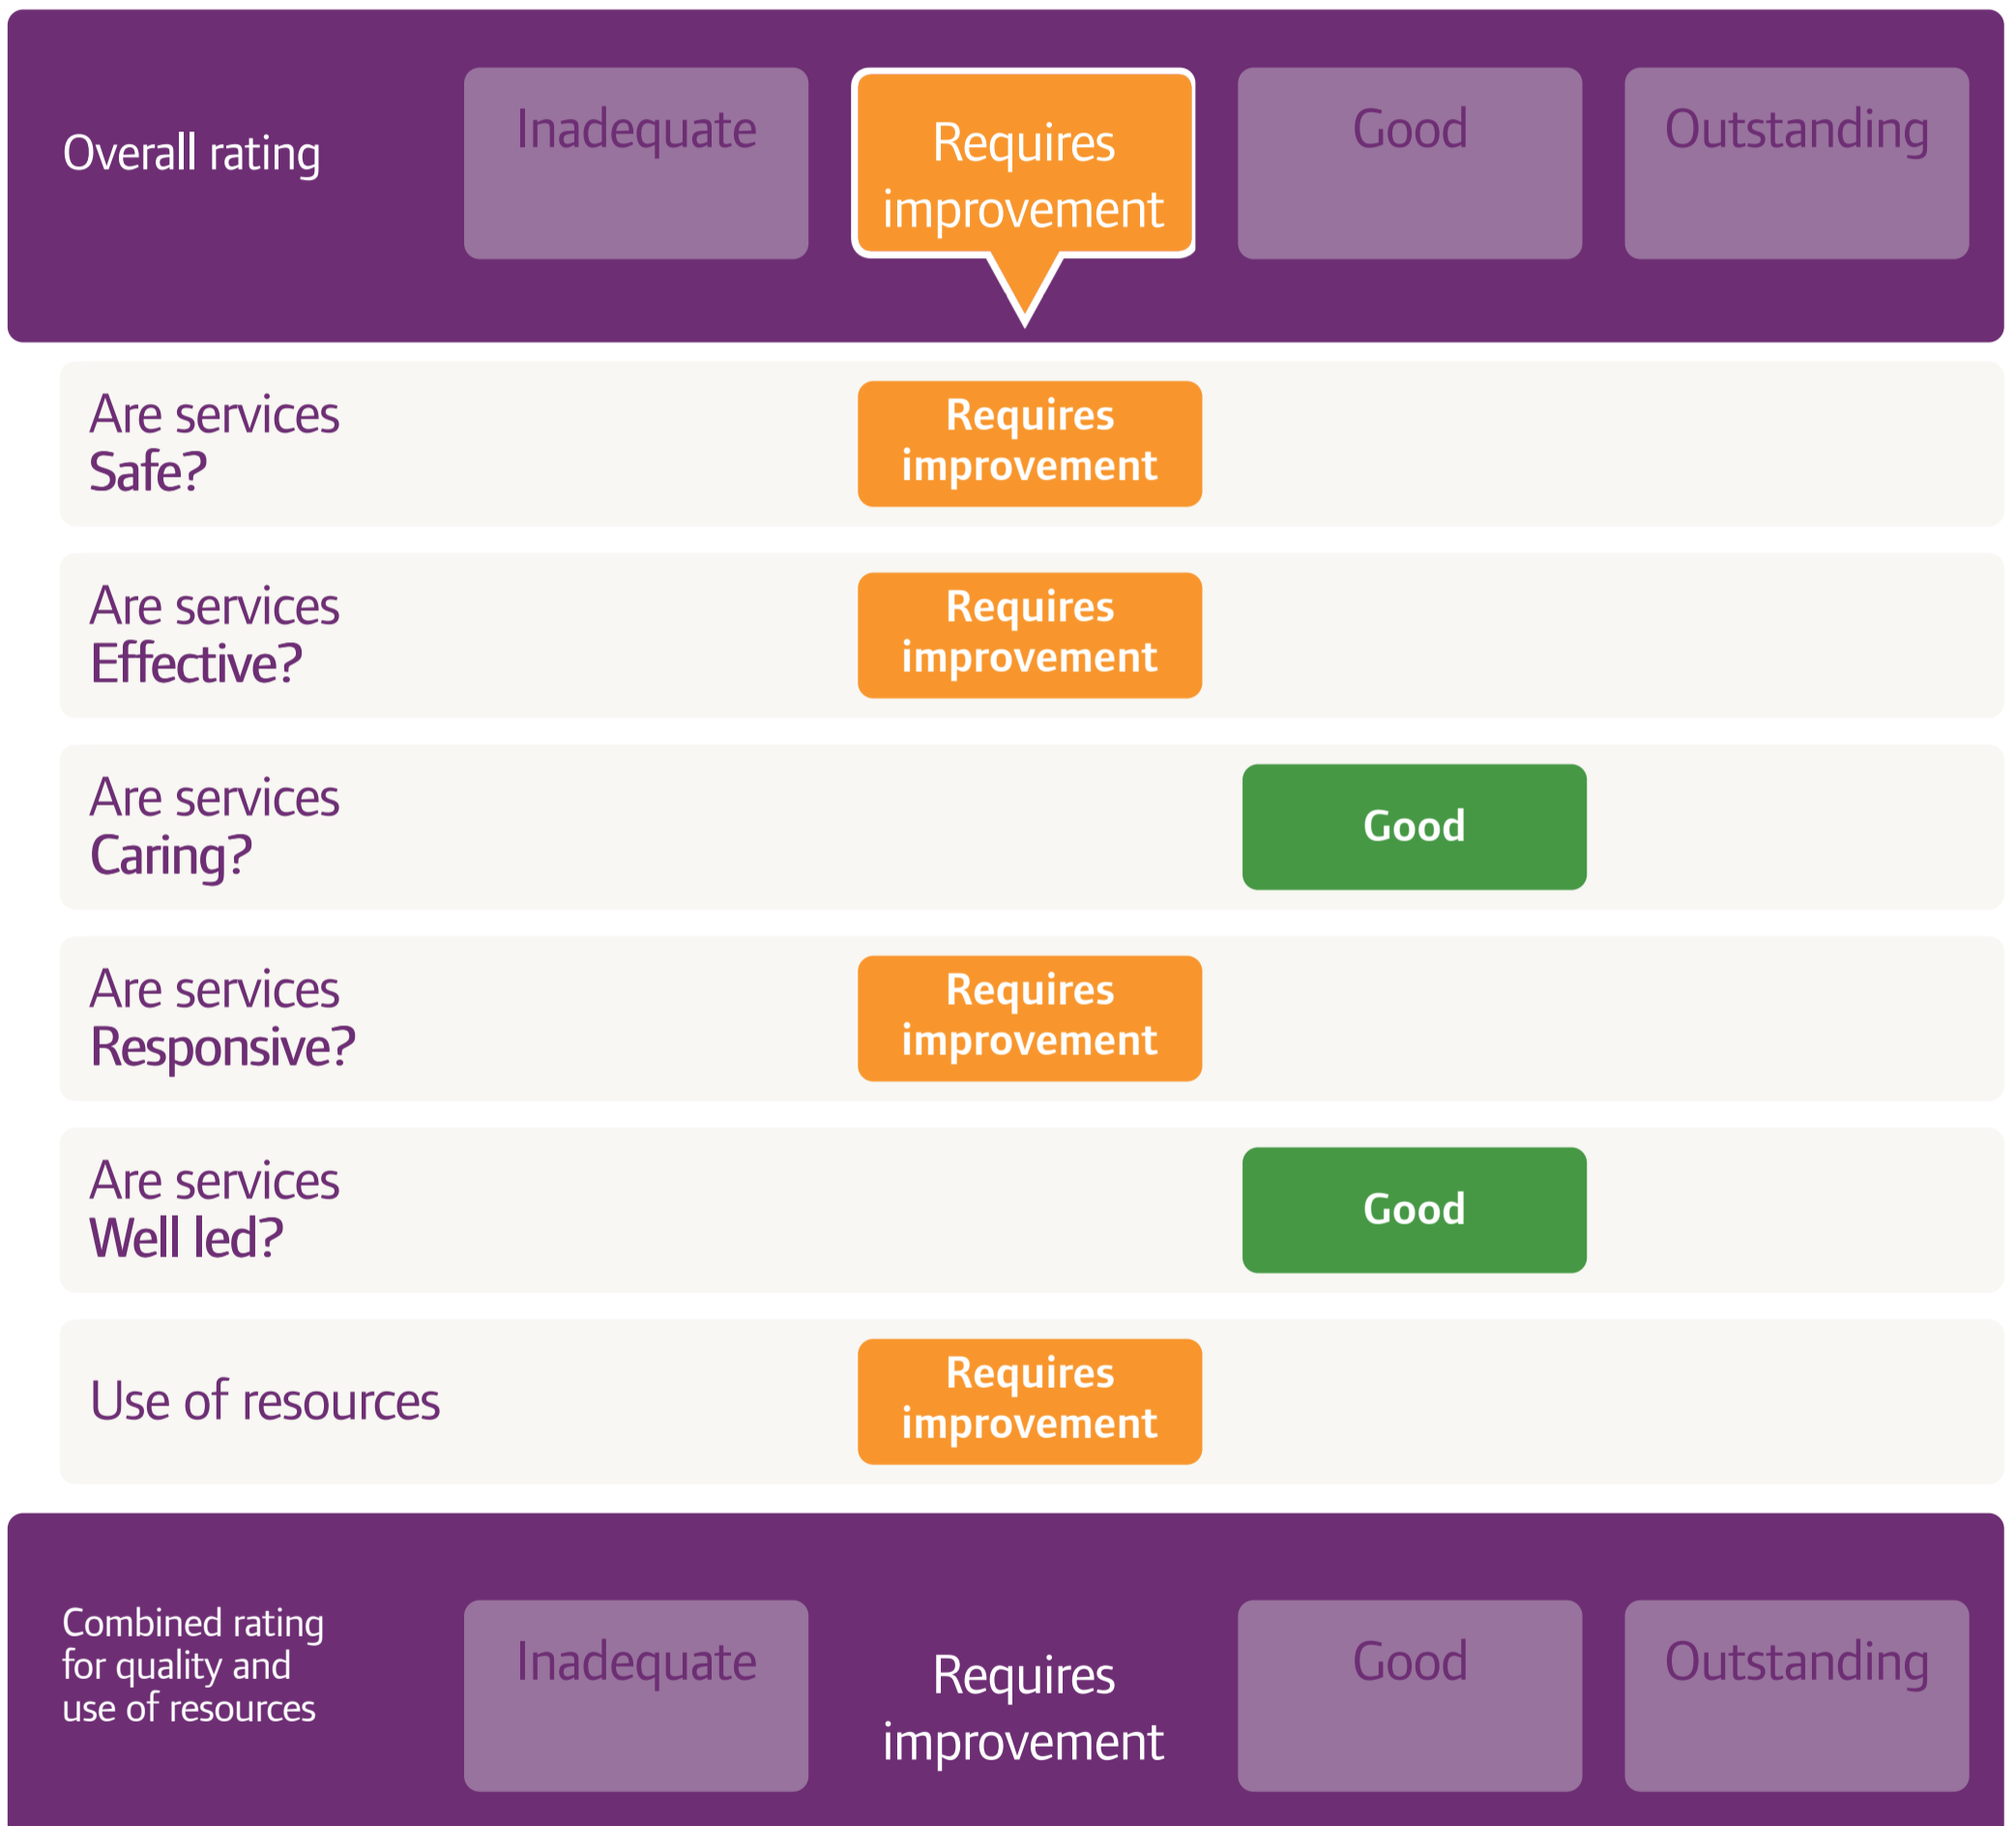 Overall rating
Inadequate
Requires
improvement
Good
Outstanding
Are services
Safe?
Requires
improvement
Are services
Effective?
Requires
improvement
Are services
Caring?
Good
Are services
Responsive?
Requires
improvement
Are services
Well led?
Good
Use of resources
Requires
improvement
Combined rating
for quality and
use of resources
Inadequate
Requires
improvement
Good
Outstanding